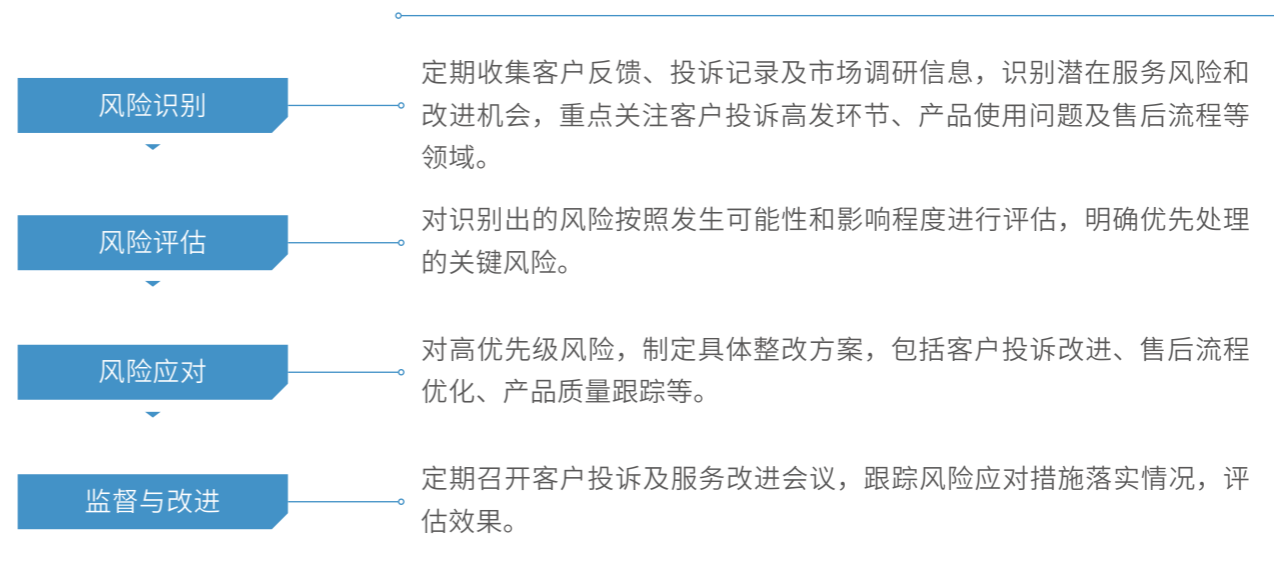 风险识别
定期收集客户反馈、投诉记录及市场调研信息，识别潜在服务风险和
改进机会，重点关注客户投诉高发环节、产品使用问题及售后流程等
领域。
风险评估
对识别出的风险按照发生可能性和影响程度进行评估，明确优先处理
的关键风险。
风险应对
对高优先级风险，制定具体整改方案，包括客户投诉改进、售后流程
优化、产品质量跟踪等。
监督与改进
定期召开客户投诉及服务改进会议，跟踪风险应对措施落实情况，评
估效果。